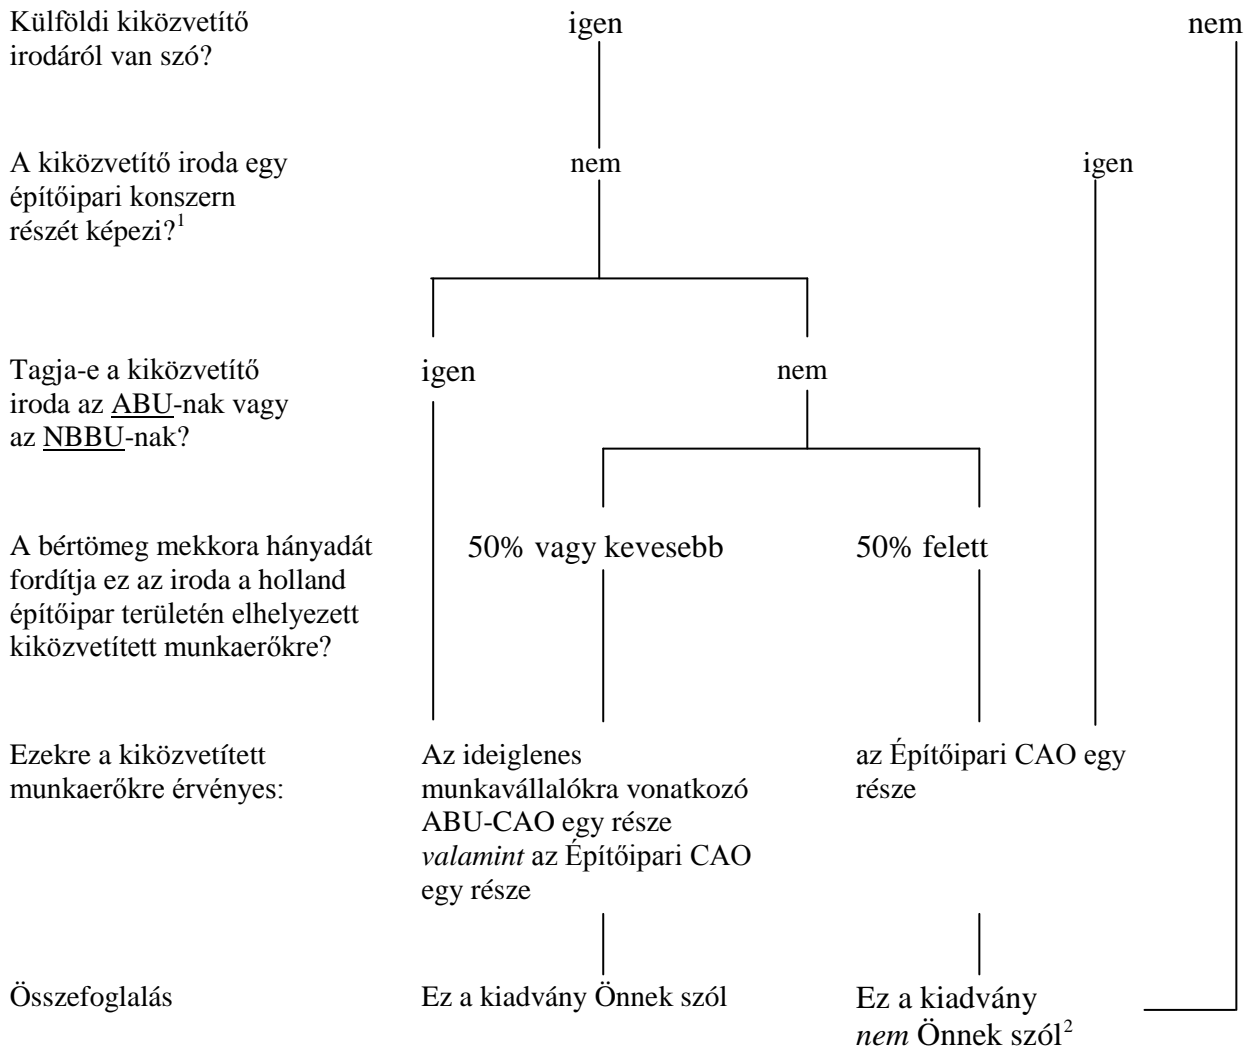 Külföldi kiközvetítő
irodáról van szó?
igen
nem
A kiközvetítő iroda egy
építőipari konszern
részét képezi?1
nem
igen
Tagja-e a kiközvetítő
iroda az ABU-nak vagy
az NBBU-nak?
igen
nem
A bértömeg mekkora hányadát
fordítja ez az iroda a holland
építőipar területén elhelyezett
kiközvetített munkaerőkre?
50% vagy kevesebb
50% felett
Ezekre a kiközvetített
munkaerőkre érvényes:
Az ideiglenes
munkavállalókra vonatkozó
ABU-CAO egy része
valamint az Építőipari CAO
egy része
az Építőipari CAO egy
része
Összefoglalás
Ez a kiadvány Önnek szól
Ez a kiadvány
nem Önnek szól2